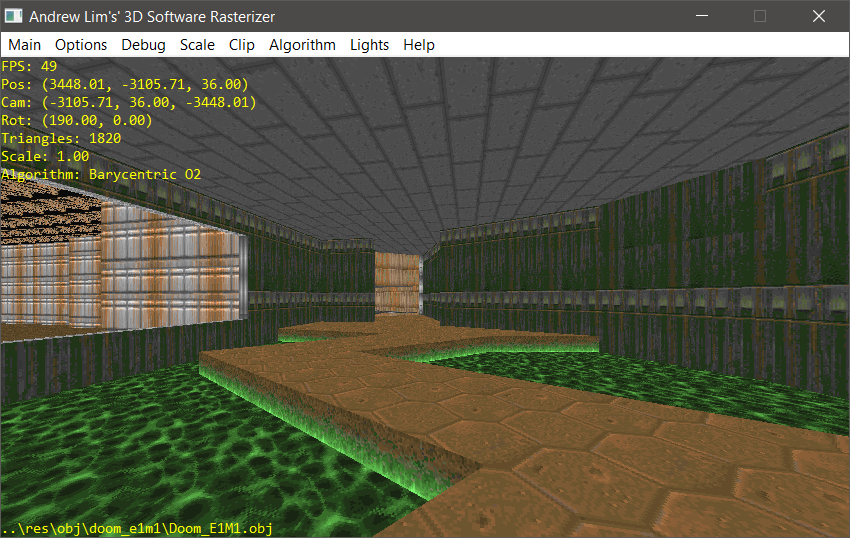 Andrew Lim's' 3D Software Rasterizer
Main Options Debug Scale Clip Algorithm Lights Help
FPS: 49
Pos: (3448.01, -3105.71, 36.00)
Cam: (-3105.71, 36.00, -3448.01)
Rot: (190.00, 0.00)
Triangles: 1820
Scale: 1.00
Algorithm: Barycentric O2
..\res\obj\doom_e1m1\Doom_E1M1.obj